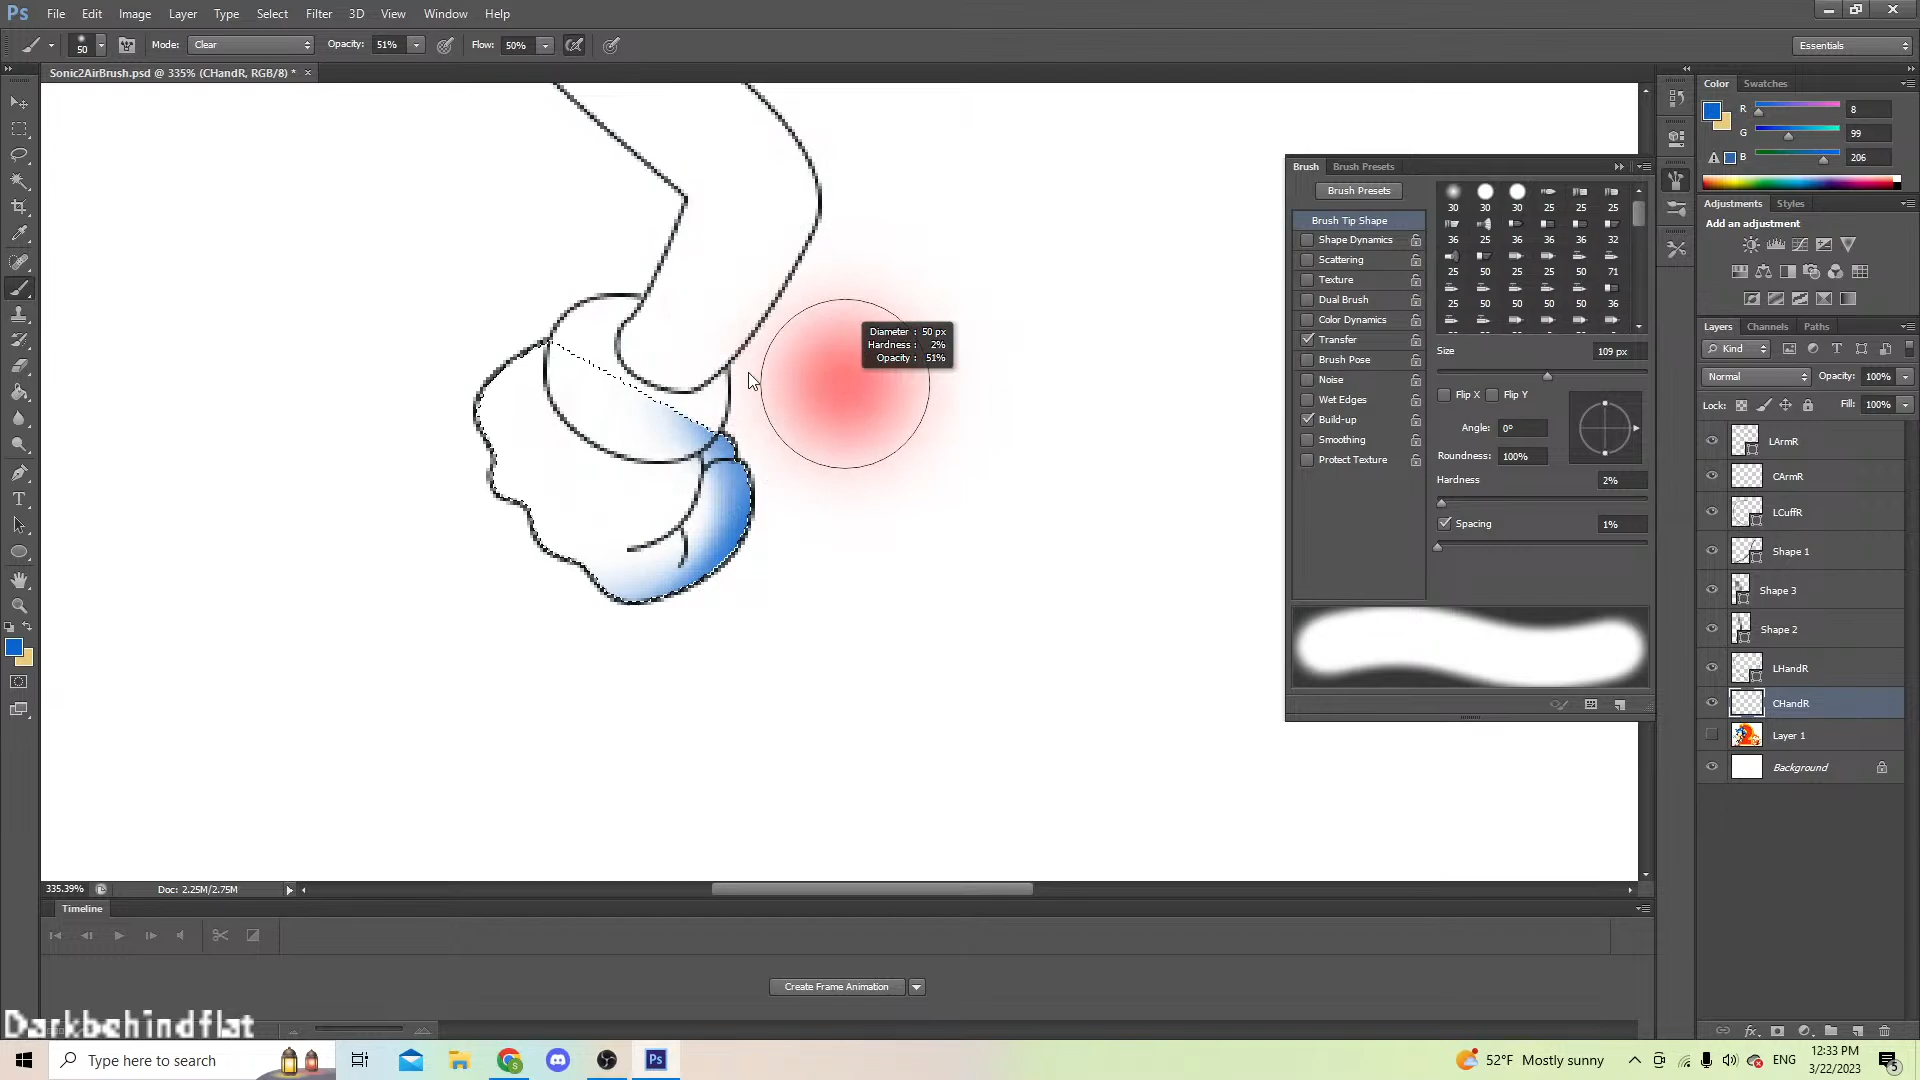 Ps File Edit Image Layer Type Select Filter 3D View Window Help
50 Mode: Clear Opacity: 51% Flow: 50% Essentials
Sonic2AirBrush.psd @ 335% (CHandR, RGB/8) * ×
Color Swatches
R 8
G 99
B 206
Adjustments Styles
Add an adjustment
Layers Channels Paths
Kind
Normal Opacity: 100%
Lock: Fill: 100%
LArmR
CArmR
LCuffR
Shape 1
Shape 3
Shape 2
LHandR
CHandR
Layer 1
Background
Brush Brush Presets
Brush Presets
Brush Tip Shape
Shape Dynamics
Scattering
Texture
Dual Brush
Color Dynamics
Transfer
Brush Pose
Noise
Wet Edges
Build-up
Smoothing
Protect Texture
30 30 30 25 25 25
36 25 36 36 36 32
25 50 25 25 50 71
25 50 50 50 50 36
Size 109 px
Flip X Flip Y
Angle: 0º
Roundness: 100%
Hardness
2%
Spacing 1%
Diameter : 50 px
Hardness : 2%
Opacity : 51%
335.39% Doc: 2.25M/2.75M
Timeline
Create Frame Animation
Darkbehindflat
Type here to search
Ps
52°F Mostly sunny
ENG
12:33 PM
3/22/2023
5